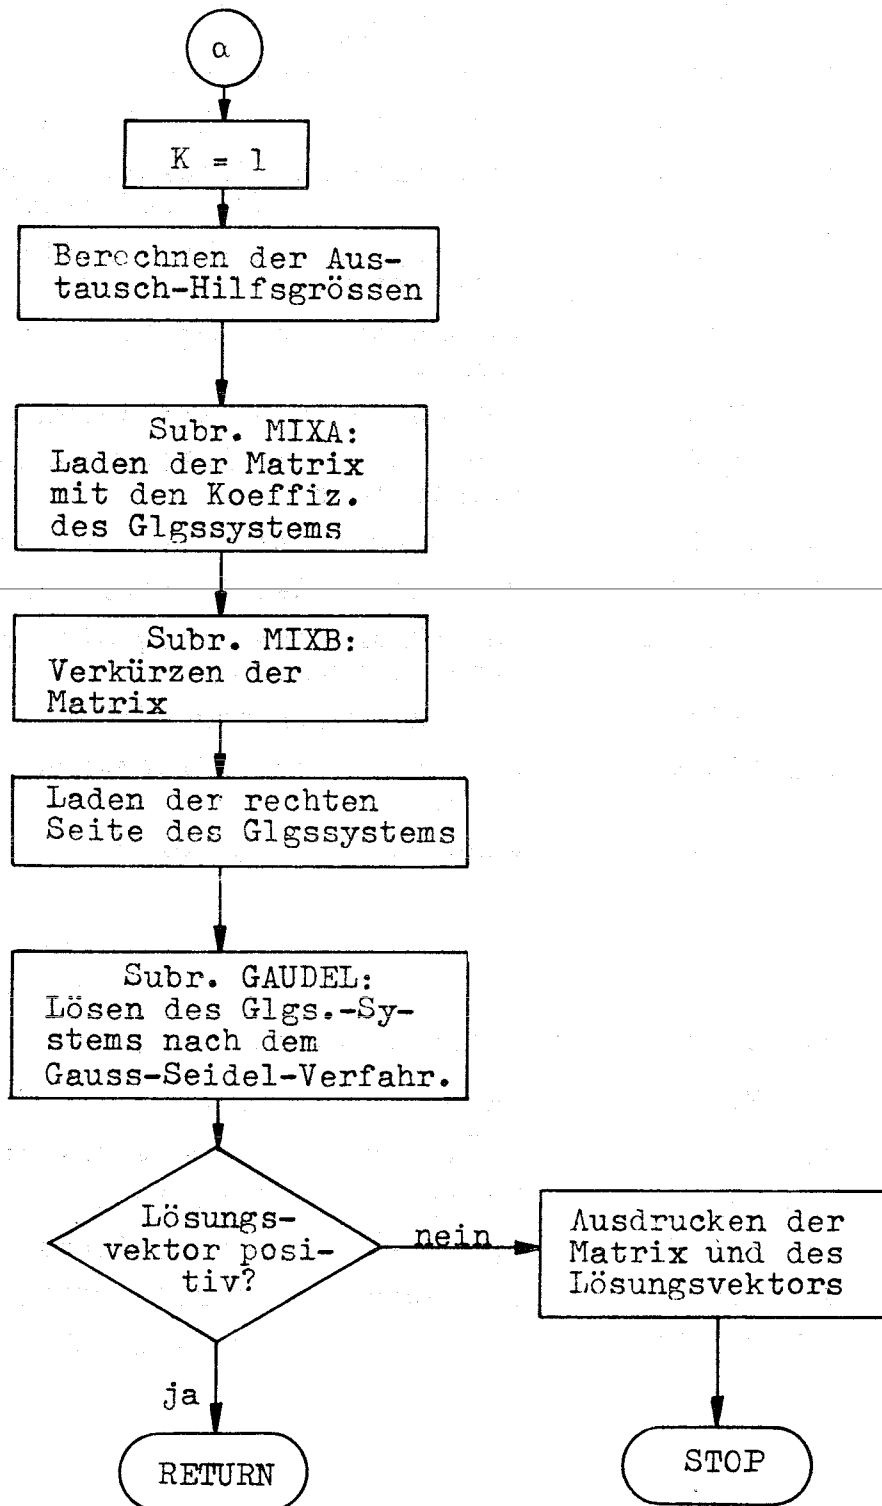 α
K = 1
Berechnen der Aus-
tausch-Hilfsgrössen
Subr. MIXA:
Laden der Matrix
mit den Koeffiz.
des Glgssystems
Subr. MIXB:
Verkürzen der
Matrix
Laden der rechten
Seite des Glgssystems
Subr. GAUDEL:
Lösen des Glgs.-Sy-
stems nach dem
Gauss-Seidel-Verfahr.
Lösungs-
vektor posi-
tiv?
nein
Ausdrucken der
Matrix und des
Lösungsvektors
ja
RETURN
STOP